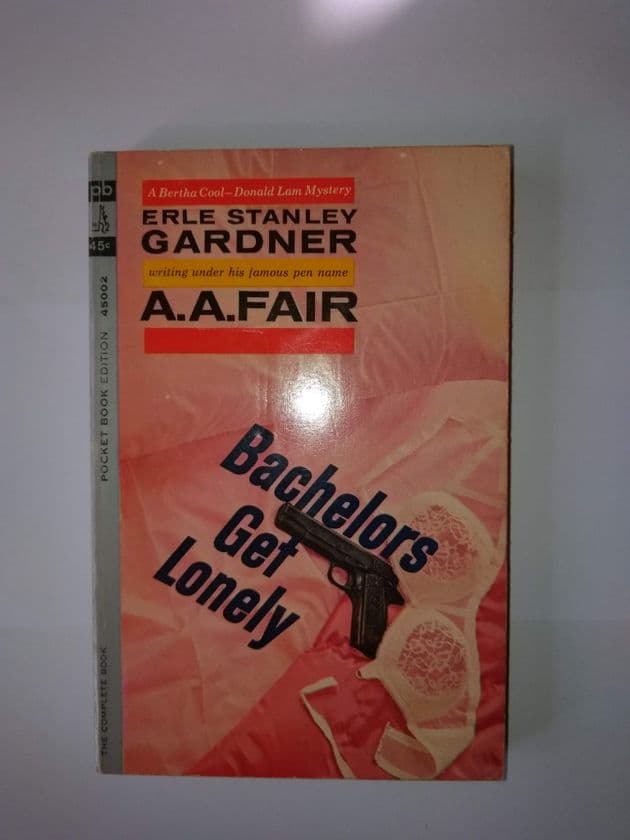 A Bertha Cool–Donald Lam Mystery
ERLE STANLEY
GARDNER
writing under his famous pen name
A.A.FAIR
Bachelors
Get
Lonely
pb
45c
POCKET BOOK EDITION 45002
THE COMPLETE BOOK